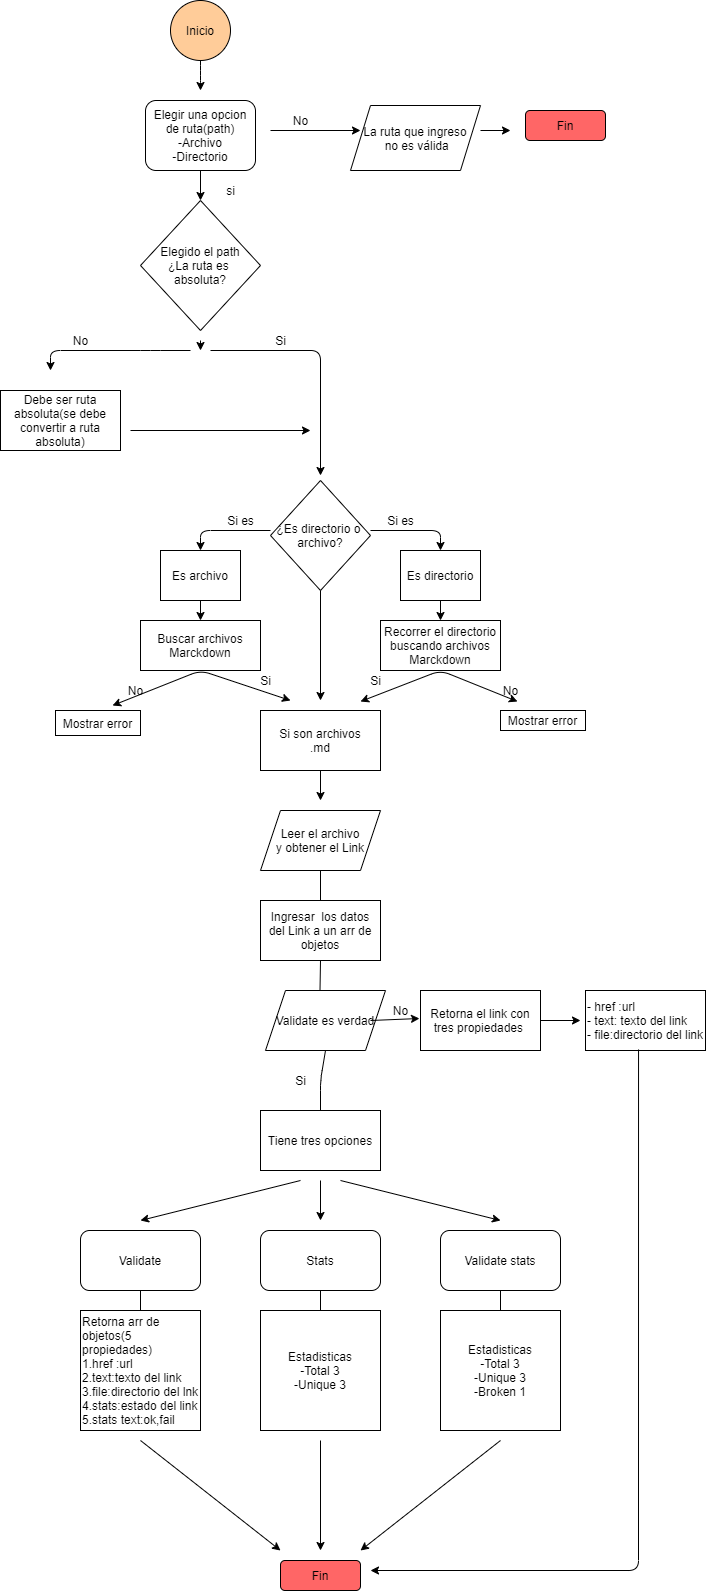 Inicio
Elegir una opcion
de ruta(path)
-Archivo
-Directorio
No
La ruta que ingreso
no es válida
Fin
si
Elegido el path
¿La ruta es
absoluta?
No
Si
Debe ser ruta
absoluta(se debe
convertir a ruta
absoluta)
¿Es directorio o
archivo?
Si es
Si es
Es archivo
Es directorio
Buscar archivos
Marckdown
Recorrer el directorio
buscando archivos
Marckdown
No
Si
Si
No
Mostrar error
Si son archivos
.md
Mostrar error
Leer el archivo
y obtener el Link
Ingresar los datos
del Link a un arr de
objetos
Validate es verdad
No
Retorna el link con
tres propiedades
- href :url
- text: texto del link
- file:directorio del link
Si
Tiene tres opciones
Validate
Stats
Validate stats
Retorna arr de
objetos(5
propiedades)
1.href :url
2.text:texto del link
3.file:directorio del lnk
4.stats:estado del link
5.stats text:ok,fail
Estadisticas
-Total 3
-Unique 3
Estadisticas
-Total 3
-Unique 3
-Broken 1
Fin